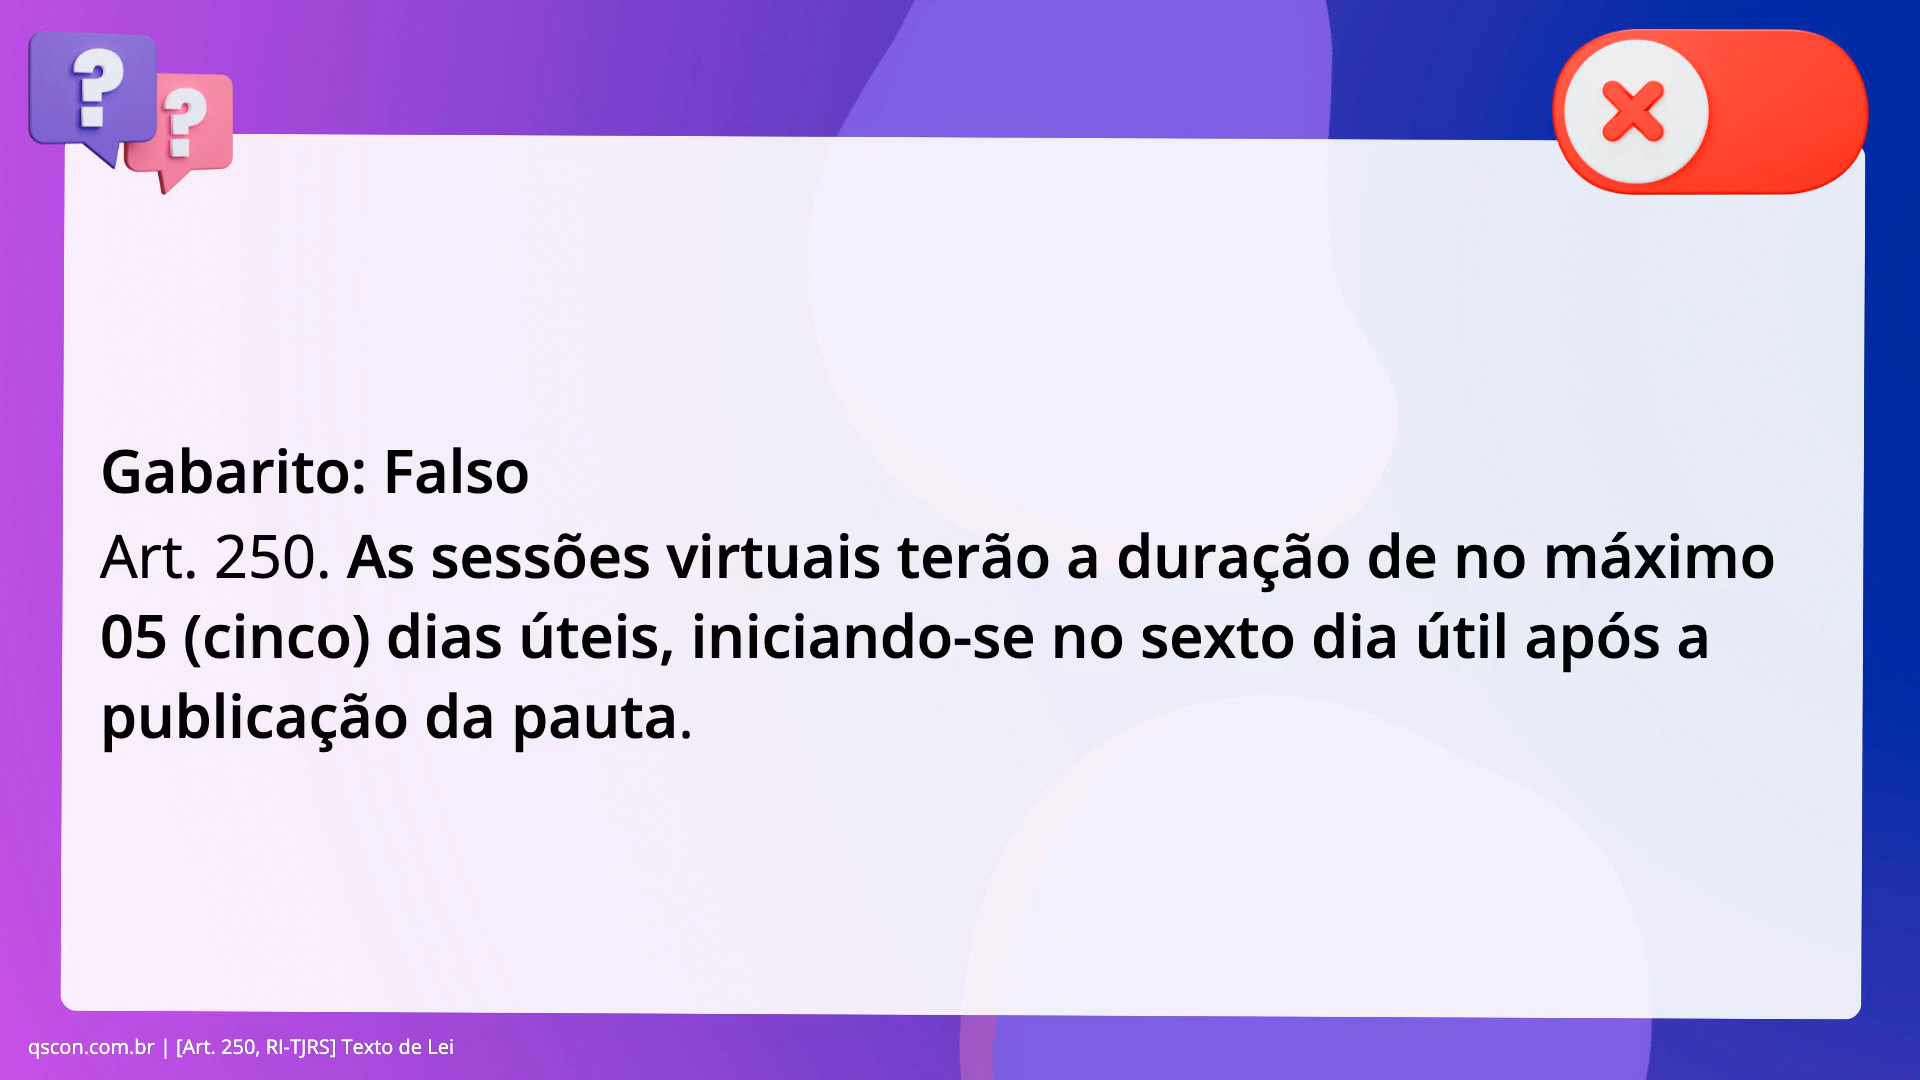 Gabarito: Falso
Art. 250. As sessões virtuais terão a duração de no máximo
05 (cinco) dias úteis, iniciando-se no sexto dia útil após a
publicação da pauta.
qscon.com.br | [Art. 250, RI-TJRS] Texto de Lei